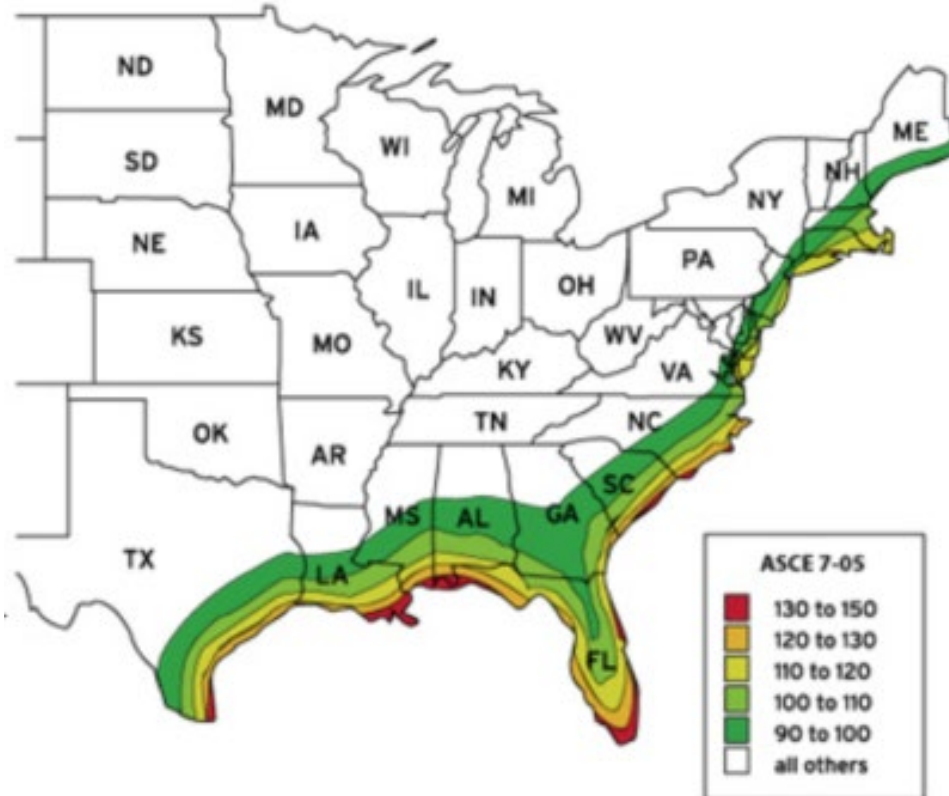 ND
MD
ME
WI
SD
NH
MI
NY
IA
NE
PA
OH
IL
IN
KS
MO
WV
KY
VA
TN
NC
OK
AR
SC
MS
AL
GA
TX
LA
FL
ASCE 7-05
130 to 150
120 to 130
110 to 120
100 to 110
90 to 100
all others